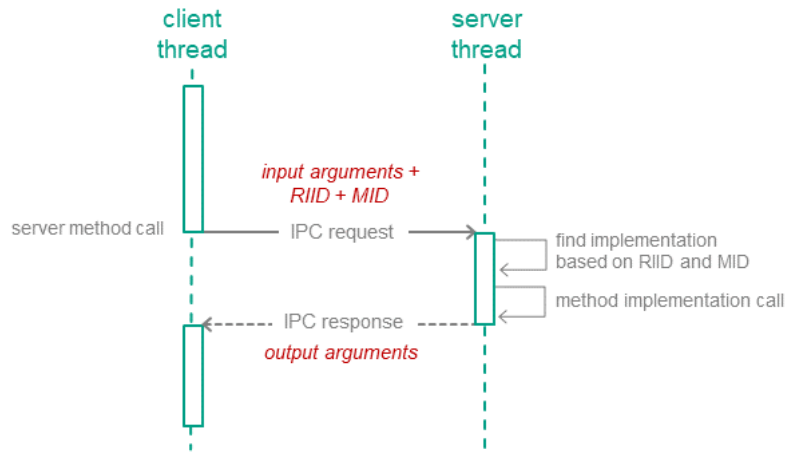 client
thread
server
thread
input arguments +
RIID + MID
server method call
IPC request
find implementation
based on RIID and MID
method implementation call
IPC response
output arguments